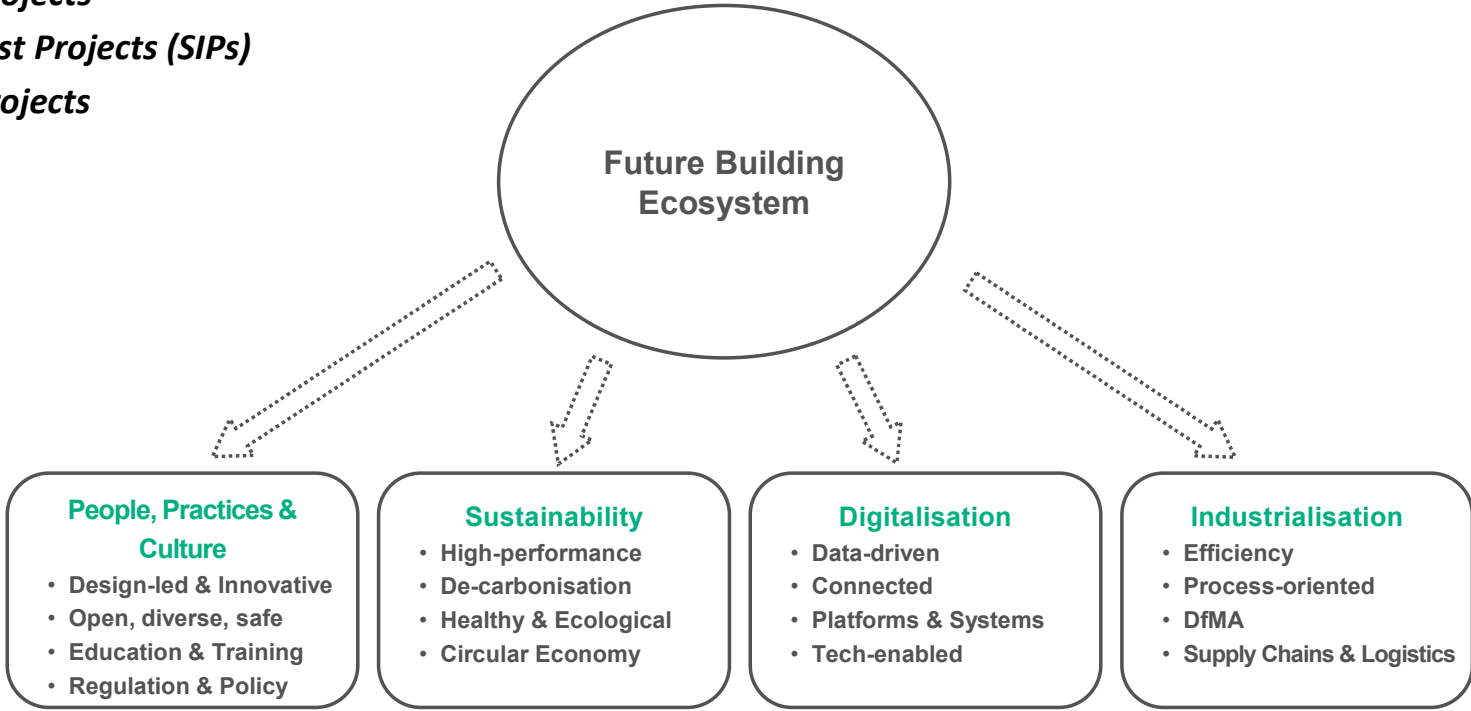 st Projects (SIPs)
Future Building
Ecosystem
People, Practices &
Culture
• Design-led & Innovative
• Open, diverse, safe
• Education & Training
• Regulation & Policy
Sustainability
• High-performance
• De-carbonisation
• Healthy & Ecological
• Circular Economy
Digitalisation
• Data-driven
• Connected
• Platforms & Systems
• Tech-enabled
Industrialisation
• Efficiency
• Process-oriented
• DfMA
• Supply Chains & Logistics